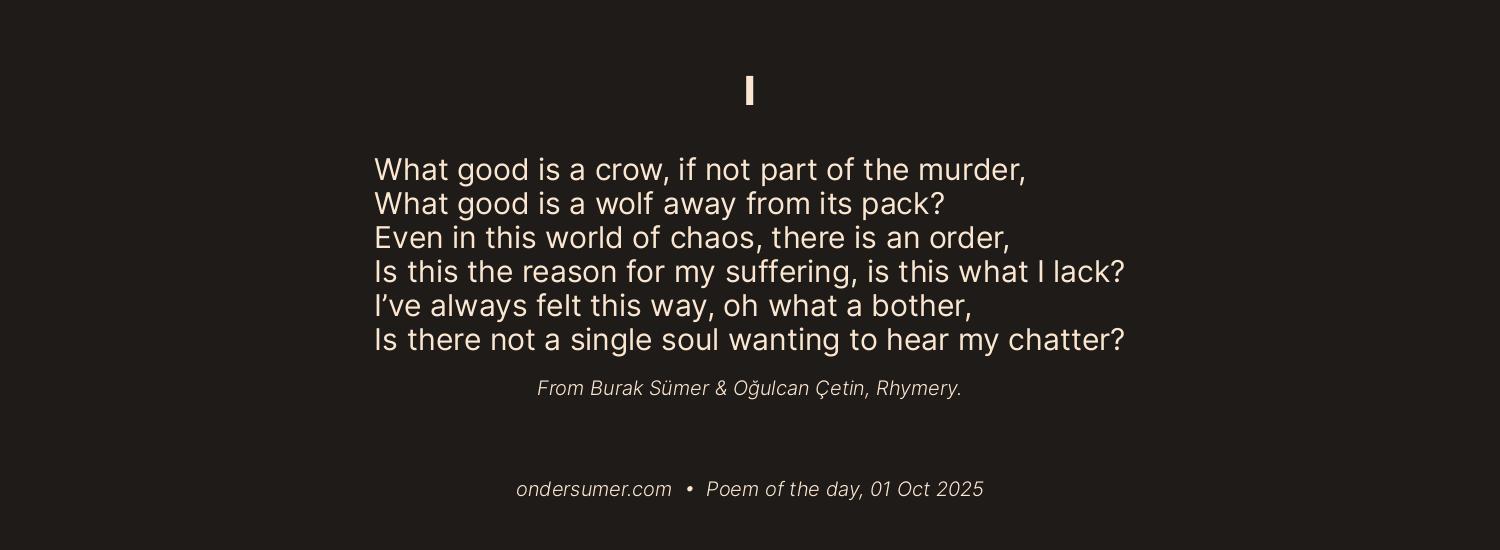 I
What good is a crow, if not part of the murder,
What good is a wolf away from its pack?
Even in this world of chaos, there is an order,
Is this the reason for my suffering, is this what I lack?
I’ve always felt this way, oh what a bother,
Is there not a single soul wanting to hear my chatter?
From Burak Sümer & Oğulcan Çetin, Rhymery.
ondersumer.com • Poem of the day, 01 Oct 2025